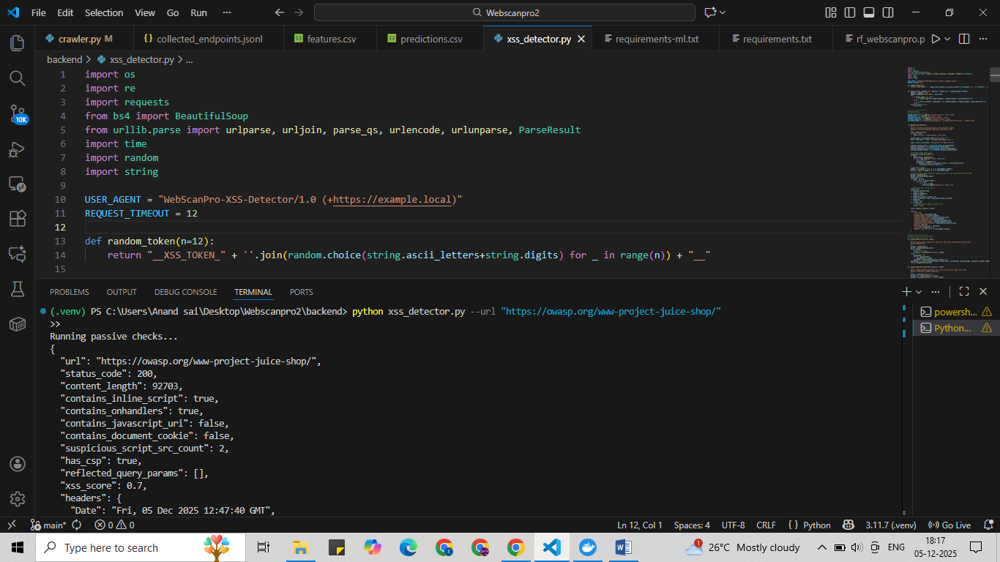 File Edit Selection View Go Run ··· Webscanpro2
crawler.py M collected_endpoints.jsonl features.csv predictions.csv xss_detector.py requirements-ml.txt requirements.txt rf_webscanpro.p
backend > xss_detector.py > ...
1 import os
2 import re
3 import requests
4 from bs4 import BeautifulSoup
5 from urllib.parse import urlparse, urljoin, parse_qs, urlencode, urlunparse, ParseResult
6 import time
7 import random
8 import string
9
10 USER_AGENT = "WebScanPro-XSS-Detector/1.0 (+https://example.local)"
11 REQUEST_TIMEOUT = 12
12
13 def random_token(n=12):
14 return "__XSS_TOKEN_" + ''.join(random.choice(string.ascii_letters+string.digits) for _ in range(n)) + "__"
15
10K
PROBLEMS OUTPUT DEBUG CONSOLE TERMINAL PORTS
(.venv) PS C:\Users\Anand sai\Desktop\Webscanpro2\backend> python xss_detector.py --url "https://owasp.org/www-project-juice-shop/"
>>
Running passive checks...
{
"url": "https://owasp.org/www-project-juice-shop/",
"status_code": 200,
"content_length": 92703,
"contains_inline_script": true,
"contains_onhandlers": true,
"contains_javascript_uri": false,
"contains_document_cookie": false,
"suspicious_script_src_count": 2,
"has_csp": true,
"reflected_query_params": [],
"xss_score": 0.7,
"headers": {
"Date": "Fri, 05 Dec 2025 12:47:40 GMT",
powersh...
Python...
main* 0 0 Ln 12, Col 1 Spaces: 4 UTF-8 CRLF { } Python 3.11.7 (.venv) Go Live
Type here to search 1 26°C Mostly cloudy ENG 18:17
05-12-2025